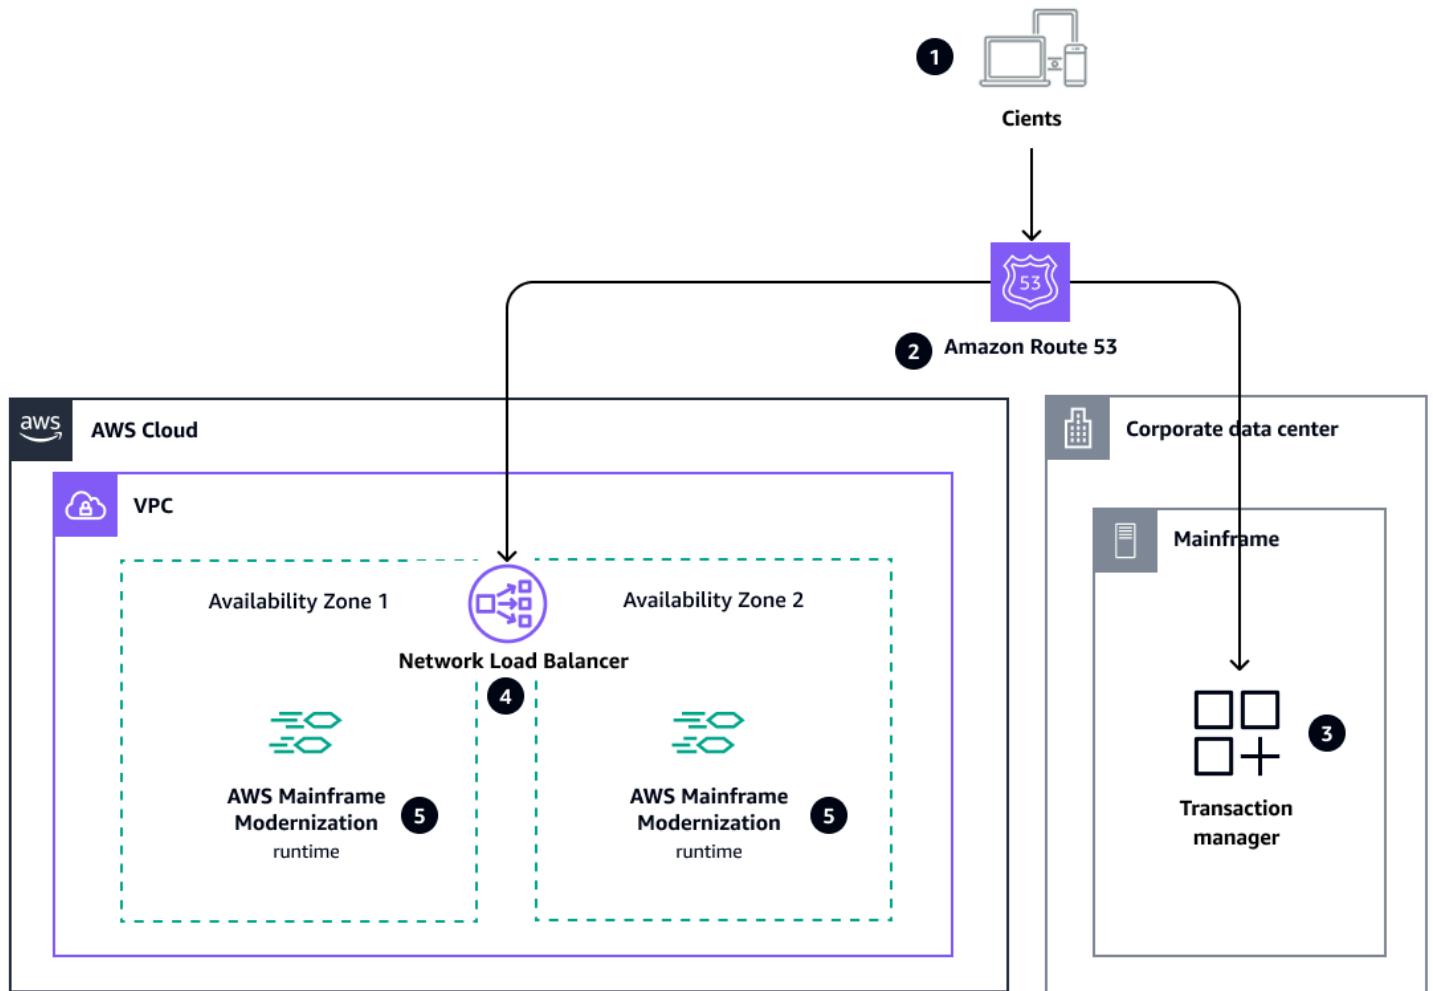 1
Cients
53
2 Amazon Route 53
aws
AWS Cloud
VPC
Availability Zone 1
Availability Zone 2
Network Load Balancer
4
AWS Mainframe
Modernization
runtime
5
AWS Mainframe
Modernization
runtime
5
Corporate data center
Mainframe
3
Transaction
manager